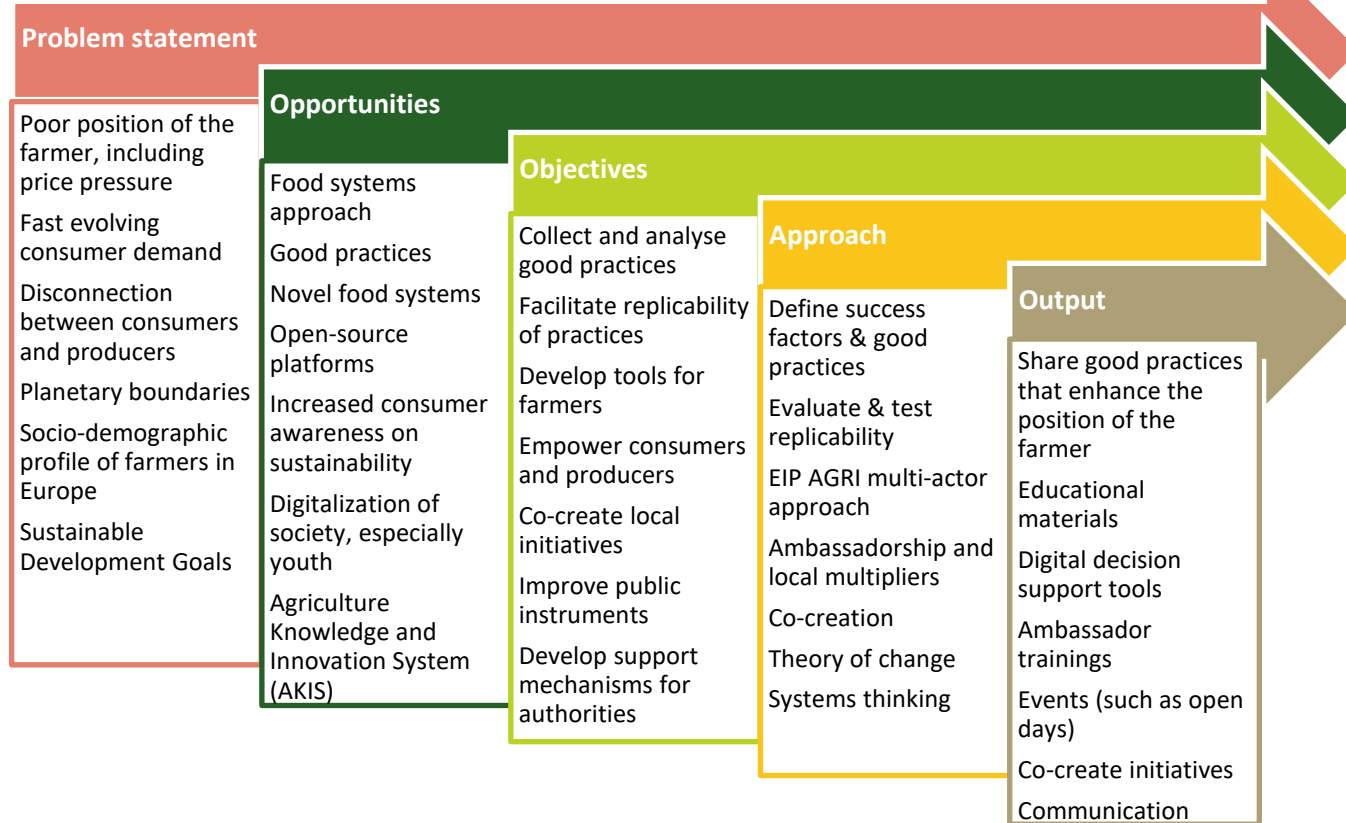 Problem statement
Poor position of the
farmer, including
price pressure
Fast evolving
consumer demand
Disconnection
between consumers
and producers
Planetary boundaries
Socio-demographic
profile of farmers in
Europe
Sustainable
Development Goals
Opportunities
Food systems
approach
Good practices
Novel food systems
Open-source
platforms
Increased consumer
awareness on
sustainability
Digitalization of
society, especially
youth
Agriculture
Knowledge and
Innovation System
(AKIS)
Objectives
Collect and analyse
good practices
Facilitate replicability
of practices
Develop tools for
farmers
Empower consumers
and producers
Co-create local
initiatives
Improve public
instruments
Develop support
mechanisms for
authorities
Approach
Define success
factors & good
practices
Evaluate & test
replicability
EIP AGRI multi-actor
approach
Ambassadorship and
local multipliers
Co-creation
Theory of change
Systems thinking
Output
Share good practices
that enhance the
position of the
farmer
Educational
materials
Digital decision
support tools
Ambassador
trainings
Events (such as open
days)
Co-create initiatives
Communication